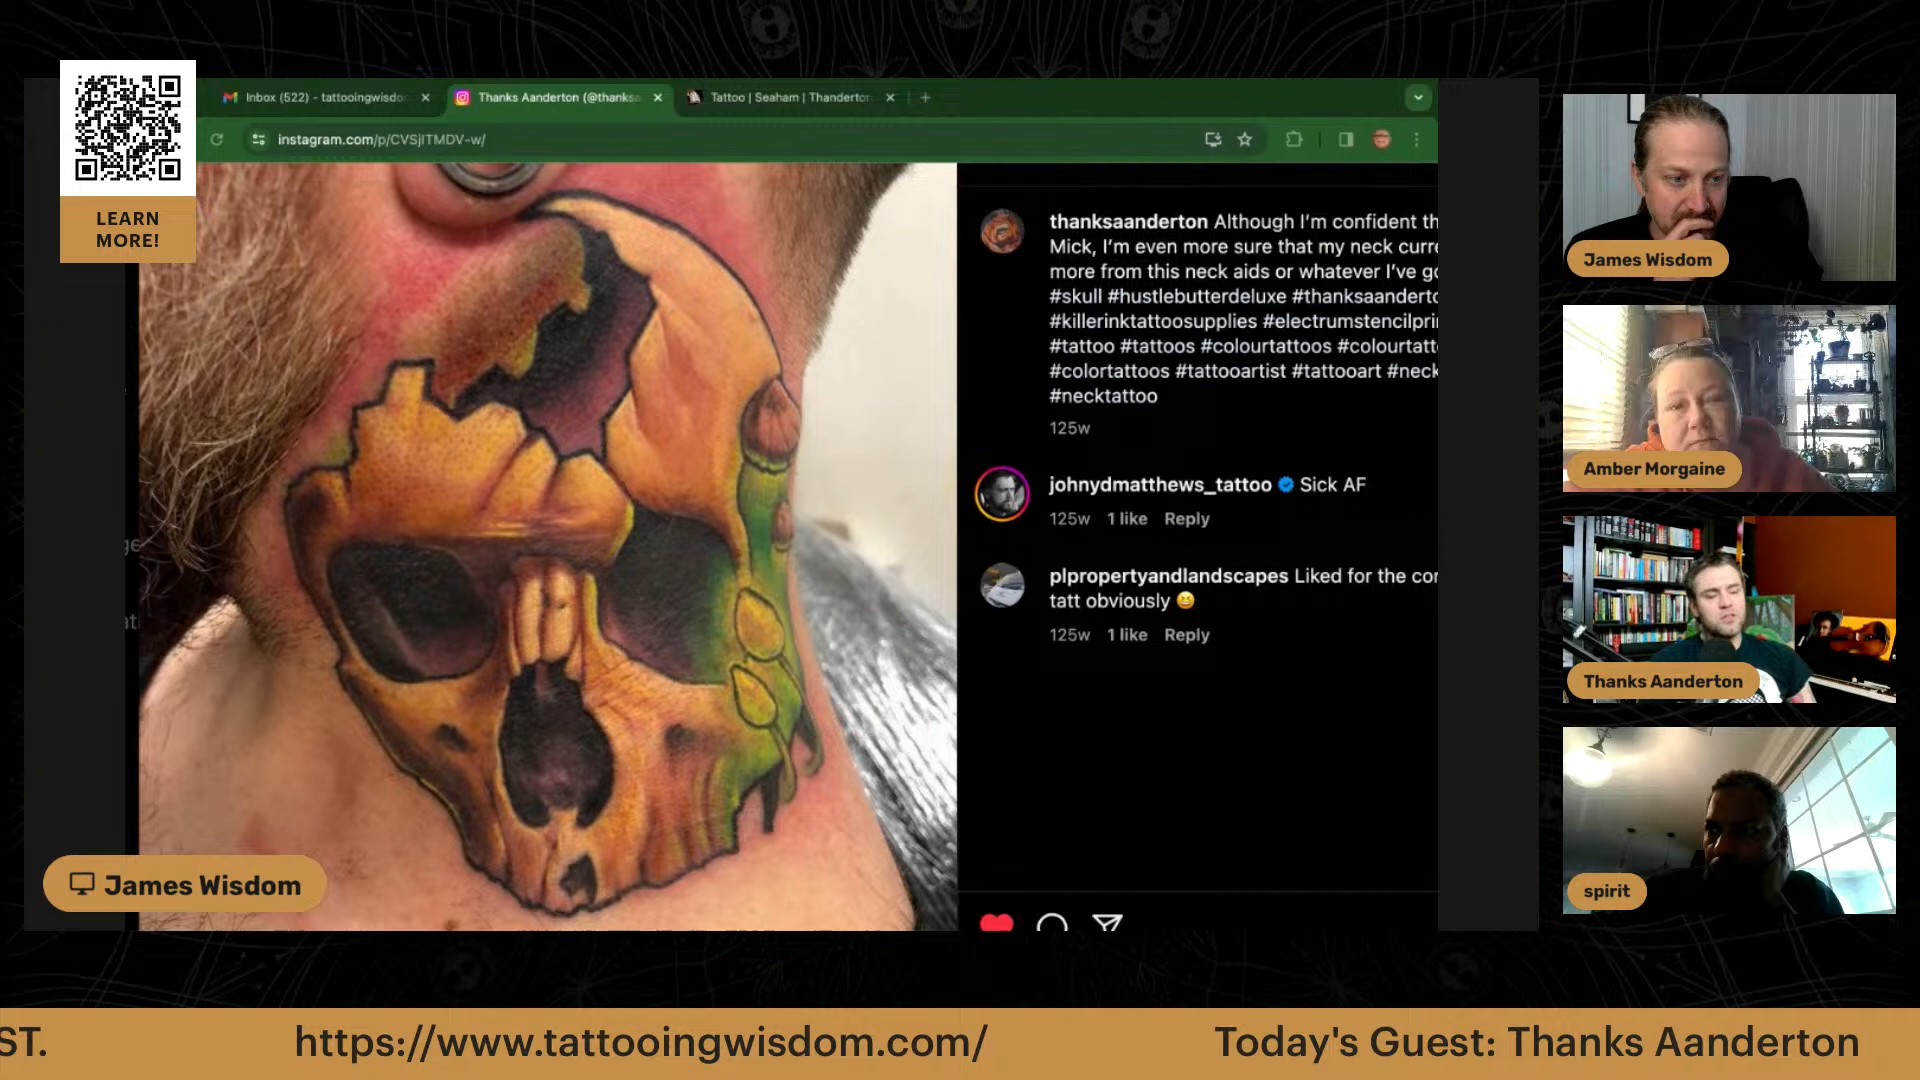 LEARN
MORE!
Inbox (522) - tattooingwisdo
Thanks Aanderton (@thanksa
Tattoo | Seaham | Thanderton
instagram.com/p/CVSjITMDV-w/
thanksaanderton Although I'm confident th
Mick, I'm even more sure that my neck curre
more from this neck aids or whatever I've go
#skull #hustlebutterdeluxe #thanksaanderto
#killerinktattoosupplies #electrumstencilpri
#tattoo #tattoos #colourtattoos #colourtatt
#colortattoos #tattooartist #tattooart #neck
#necktattoo
125w
johnydmatthews_tattoo Sick AF
125w 1 like Reply
plpropertyandlandscapes Liked for the cor
tatt obviously 😆
125w 1 like Reply
James Wisdom
James Wisdom
Amber Morgaine
Thanks Aanderton
spirit
ST. https://www.tattooingwisdom.com/ Today's Guest: Thanks Aanderton